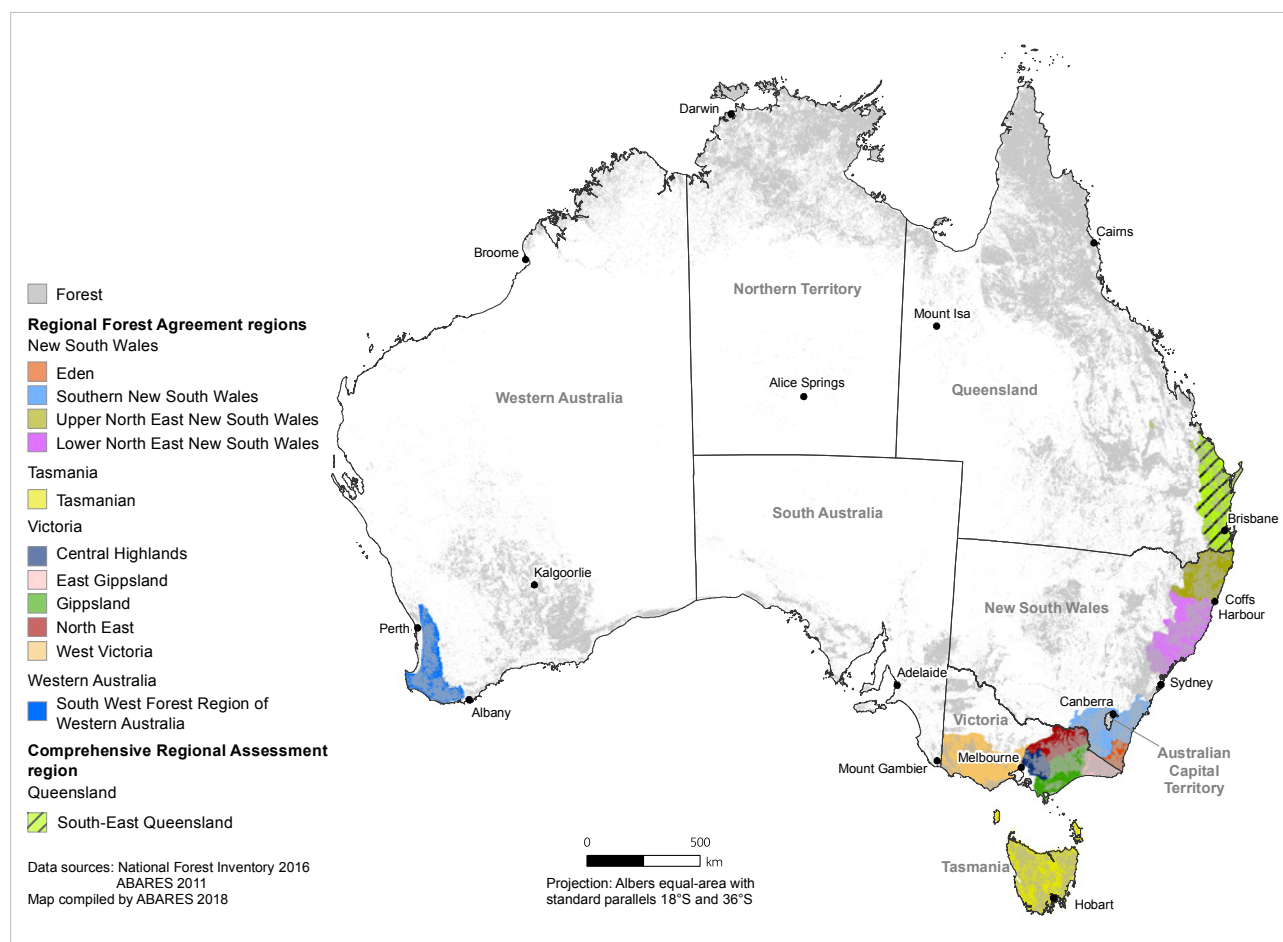 Forest
Regional Forest Agreement regions
New South Wales
Eden
Southern New South Wales
Upper North East New South Wales
Lower North East New South Wales
Tasmania
Tasmanian
Victoria
Central Highlands
East Gippsland
Gippsland
North East
West Victoria
Western Australia
South West Forest Region of
Western Australia
Comprehensive Regional Assessment
region
Queensland
South-East Queensland
Data sources: National Forest Inventory 2016
ABARES 2011
Map compiled by ABARES 2018
Darwin
Cairns
Broome
Northern Territory
Mount Isa
Alice Springs
Western Australia
Queensland
South Australia
Brisbane
Kalgoorlie
New South Wales
Coffs
Harbour
Perth
Adelaide
Sydney
Albany
Canberra
Victoria
Melbourne
Mount Gambier
Australian
Capital
Territory
0 500
km
Projection: Albers equal-area with
standard parallels 18°S and 36°S
Tasmania
Hobart